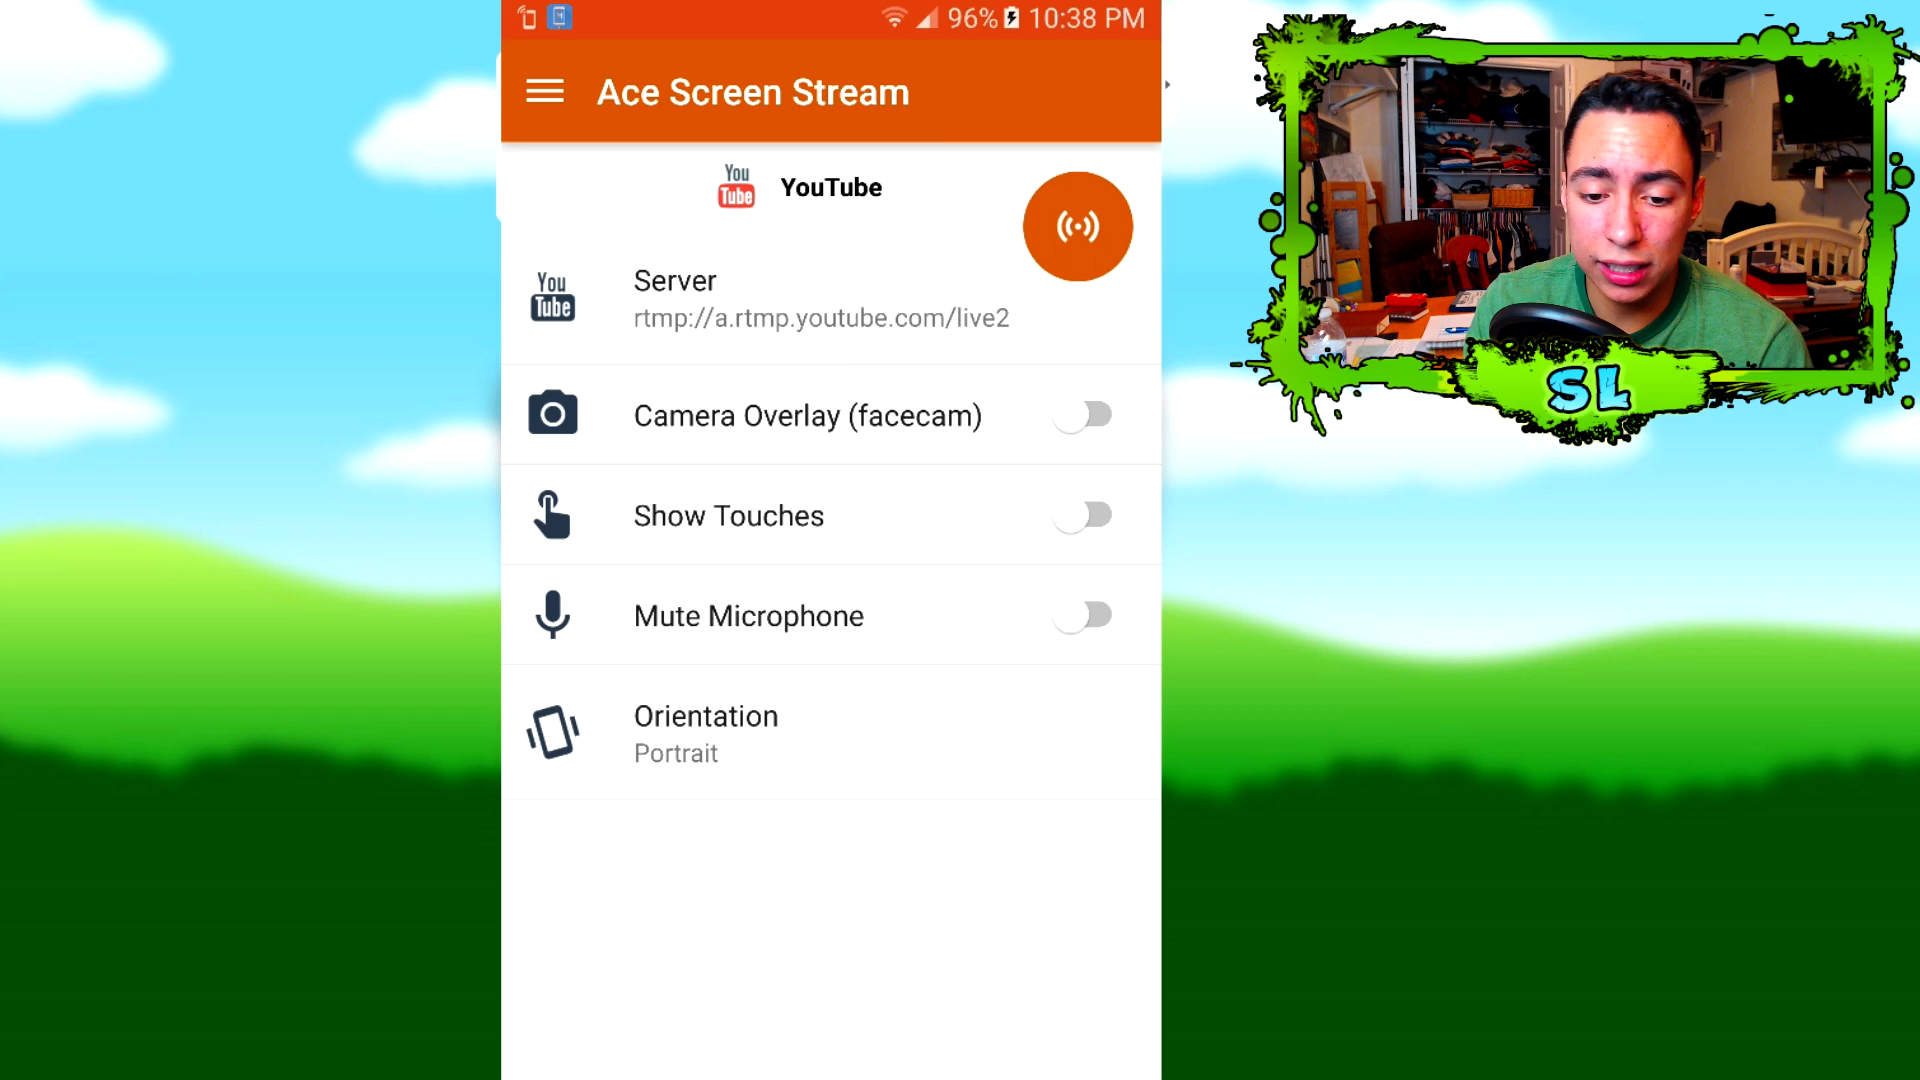 96% 10:38 PM
Ace Screen Stream
You
Tube
YouTube
You
Tube
Server
rtmp://a.rtmp.youtube.com/live2
Camera Overlay (facecam)
Show Touches
Mute Microphone
Orientation
Portrait
SL